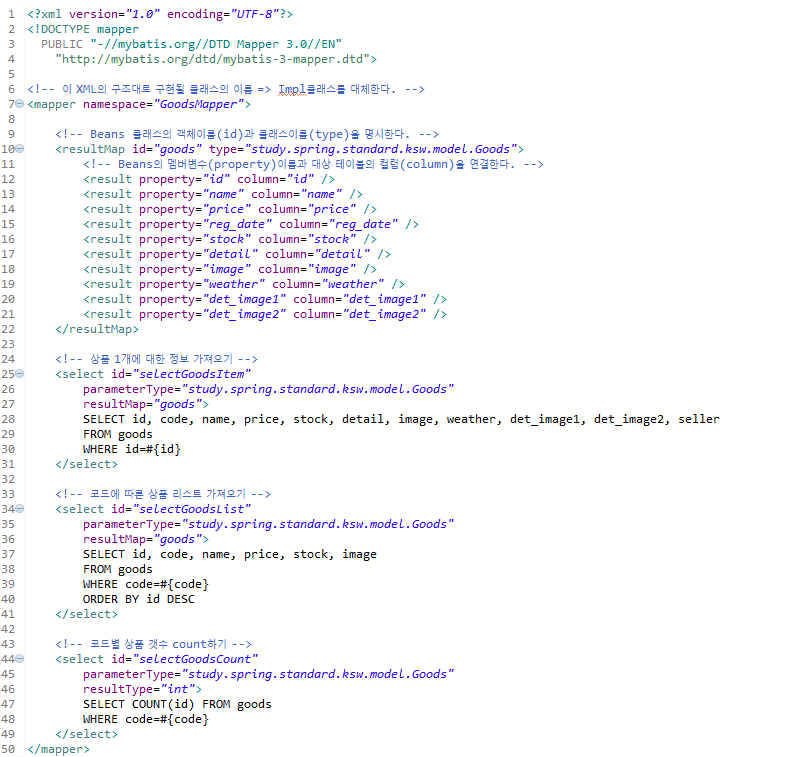 1 <?xml version="1.0" encoding="UTF-8"?>
2 <!DOCTYPE mapper
3   PUBLIC "-//mybatis.org//DTD Mapper 3.0//EN"
4     "http://mybatis.org/dtd/mybatis-3-mapper.dtd">
5
6 <!-- 이 XML의 구조대로 구현될 클래스의 이름 => Impl클래스를 대체한다. -->
7 <mapper namespace="GoodsMapper">
8
9     <!-- Beans 클래스의 객체이름(id)과 클래스이름(type)을 명시한다. -->
10     <resultMap id="goods" type="study.spring.standard.ksw.model.Goods">
11         <!-- Beans의 멤버변수(property)이름과 대상 테이블의 컬럼(column)을 연결한다. -->
12         <result property="id" column="id" />
13         <result property="name" column="name" />
14         <result property="price" column="price" />
15         <result property="reg_date" column="reg_date" />
16         <result property="stock" column="stock" />
17         <result property="detail" column="detail" />
18         <result property="image" column="image" />
19         <result property="weather" column="weather" />
20         <result property="det_image1" column="det_image1" />
21         <result property="det_image2" column="det_image2" />
22     </resultMap>
23
24     <!-- 상품 1개에 대한 정보 가져오기 -->
25     <select id="selectGoodsItem"
26         parameterType="study.spring.standard.ksw.model.Goods"
27         resultMap="goods">
28         SELECT id, code, name, price, stock, detail, image, weather, det_image1, det_image2, seller
29         FROM goods
30         WHERE id=#{id}
31     </select>
32
33     <!-- 코드에 따른 상품 리스트 가져오기 -->
34     <select id="selectGoodsList"
35         parameterType="study.spring.standard.ksw.model.Goods"
36         resultMap="goods">
37         SELECT id, code, name, price, stock, image
38         FROM goods
39         WHERE code=#{code}
40         ORDER BY id DESC
41     </select>
42
43     <!-- 코드별 상품 갯수 count하기 -->
44     <select id="selectGoodsCount"
45         parameterType="study.spring.standard.ksw.model.Goods"
46         resultType="int">
47         SELECT COUNT(id) FROM goods
48         WHERE code=#{code}
49     </select>
50 </mapper>